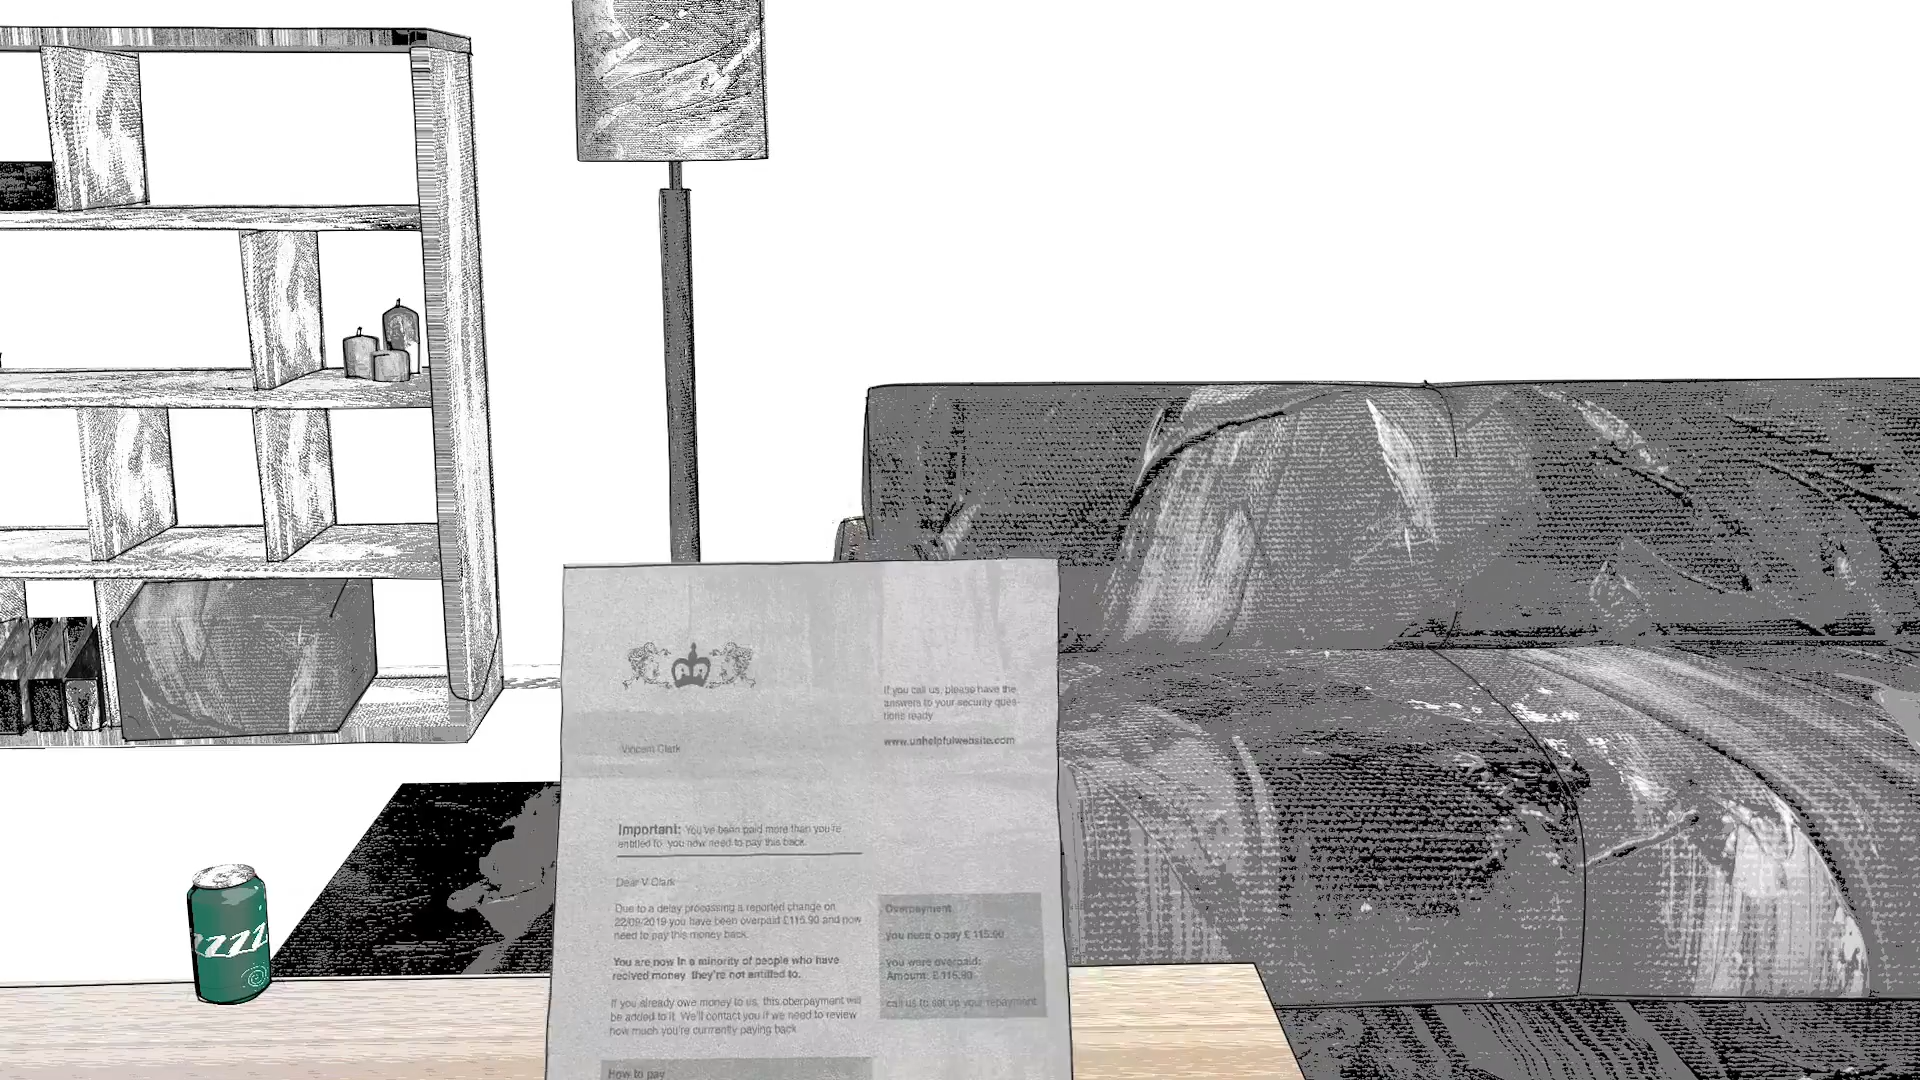 If you call us, please have the
answers to your security ques-
tions ready
www.unhelpfulwebsite.com
Vincent Clark
Important: You've been paid more than you're
entitled to you now need to pay this back.
Dear V Clark
Due to a delay processing a reported change on
22/09/2019 you have been overpaid £115.90 and now
need to pay this money back.
You are now in a minority of people who have
recived money they're not entitled to.
If you already owe money to us, this oberpayment will
be added to it. We'll contact you if we need to review
how much you're currently paying back
Overpayment
you need o pay £ 115.90
you were overpaid:
Amount: £ 115.90
call us to set up your repayment
How to pay
ZZZZ